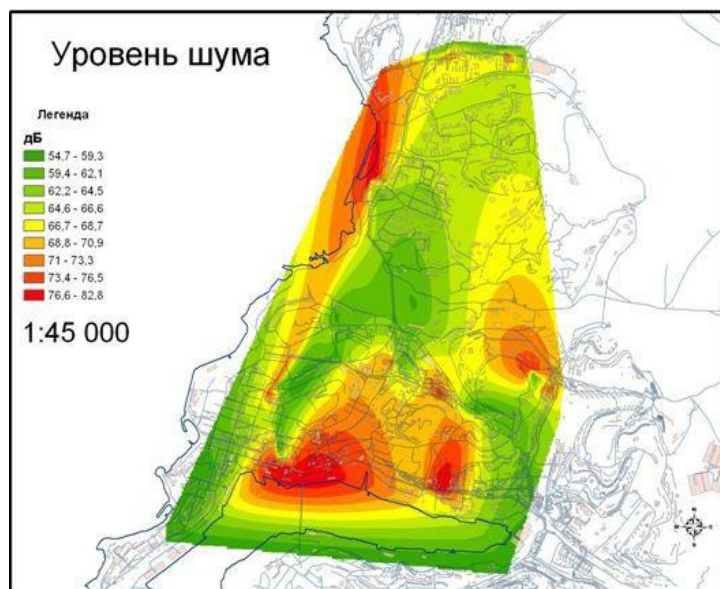 Уровень шума
Легенда
дБ
54,7 - 59,3
59,4 - 62,1
62,2 - 64,5
64,6 - 66,6
66,7 - 68,7
68,8 - 70,9
71 - 73,3
73,4 - 76,5
76,6 - 82,8
1:45 000